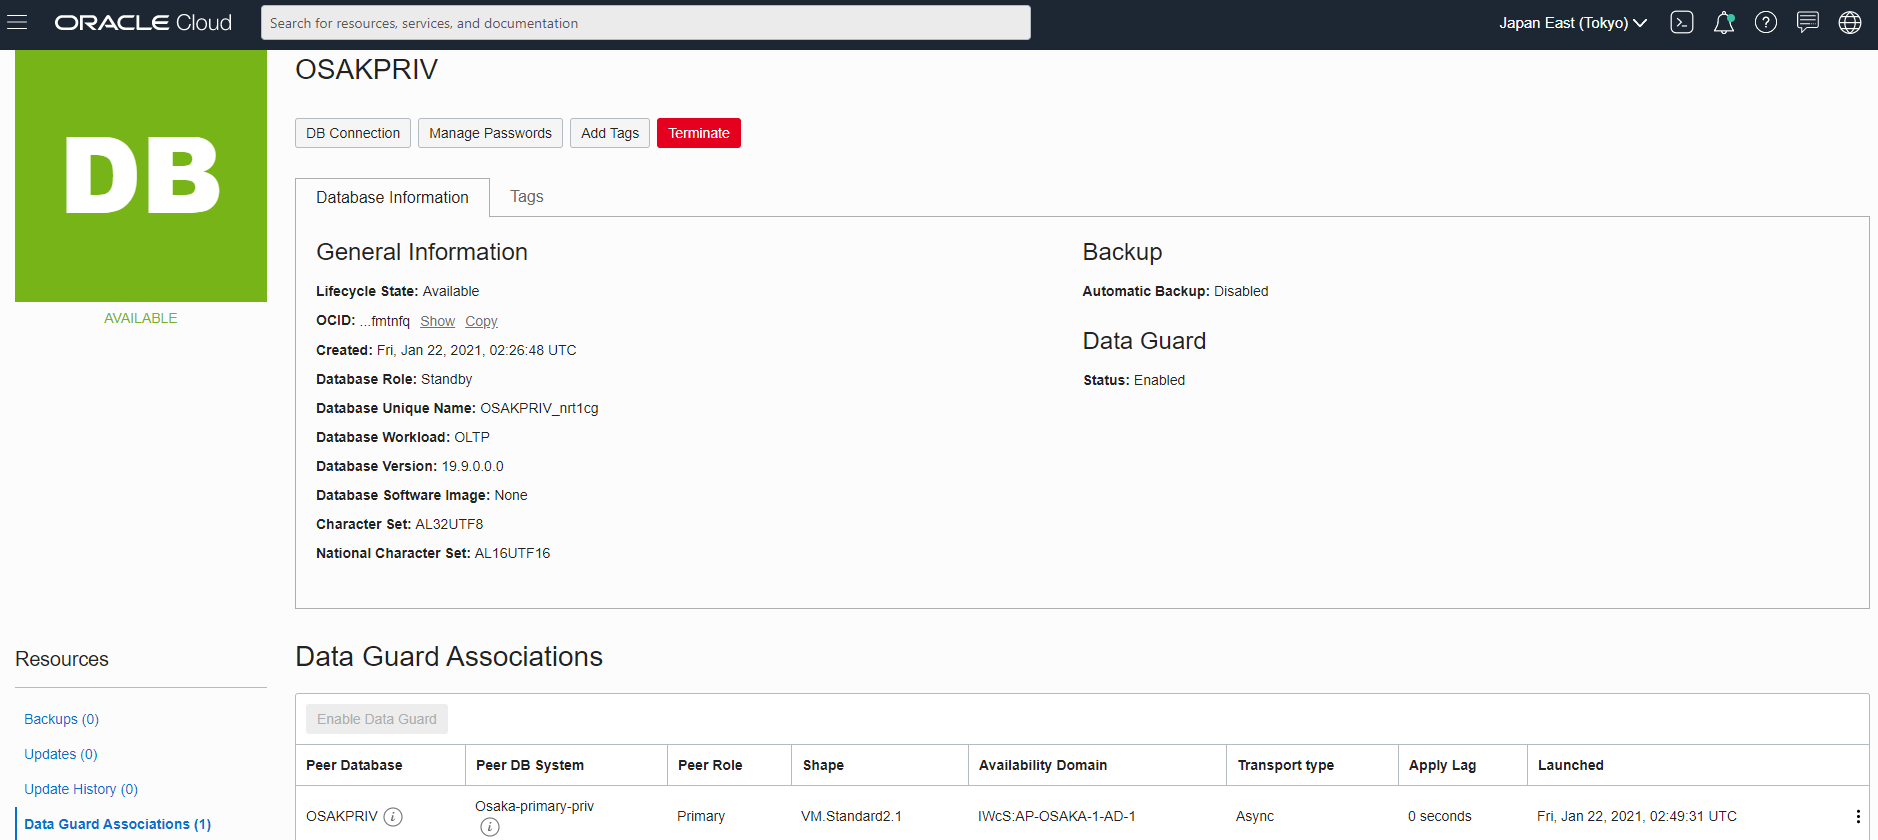 ORACLE Cloud
Search for resources, services, and documentation
Japan East (Tokyo)
DB
AVAILABLE
OSAKPRIV
DB Connection
Manage Passwords
Add Tags
Terminate
Database Information
Tags
General Information
Lifecycle State: Available
OCID: ...fmtnfq Show Copy
Created: Fri, Jan 22, 2021, 02:26:48 UTC
Database Role: Standby
Database Unique Name: OSAKPRIV_nrt1cg
Database Workload: OLTP
Database Version: 19.9.0.0.0
Database Software Image: None
Character Set: AL32UTF8
National Character Set: AL16UTF16
Backup
Automatic Backup: Disabled
Data Guard
Status: Enabled
Resources
Backups (0)
Updates (0)
Update History (0)
Data Guard Associations (1)
Data Guard Associations
Enable Data Guard
Peer Database Peer DB System Peer Role Shape Availability Domain Transport type Apply Lag Launched
OSAKPRIV Osaka-primary-priv Primary VM.Standard2.1 IWcS:AP-OSAKA-1-AD-1 Async 0 seconds Fri, Jan 22, 2021, 02:49:31 UTC